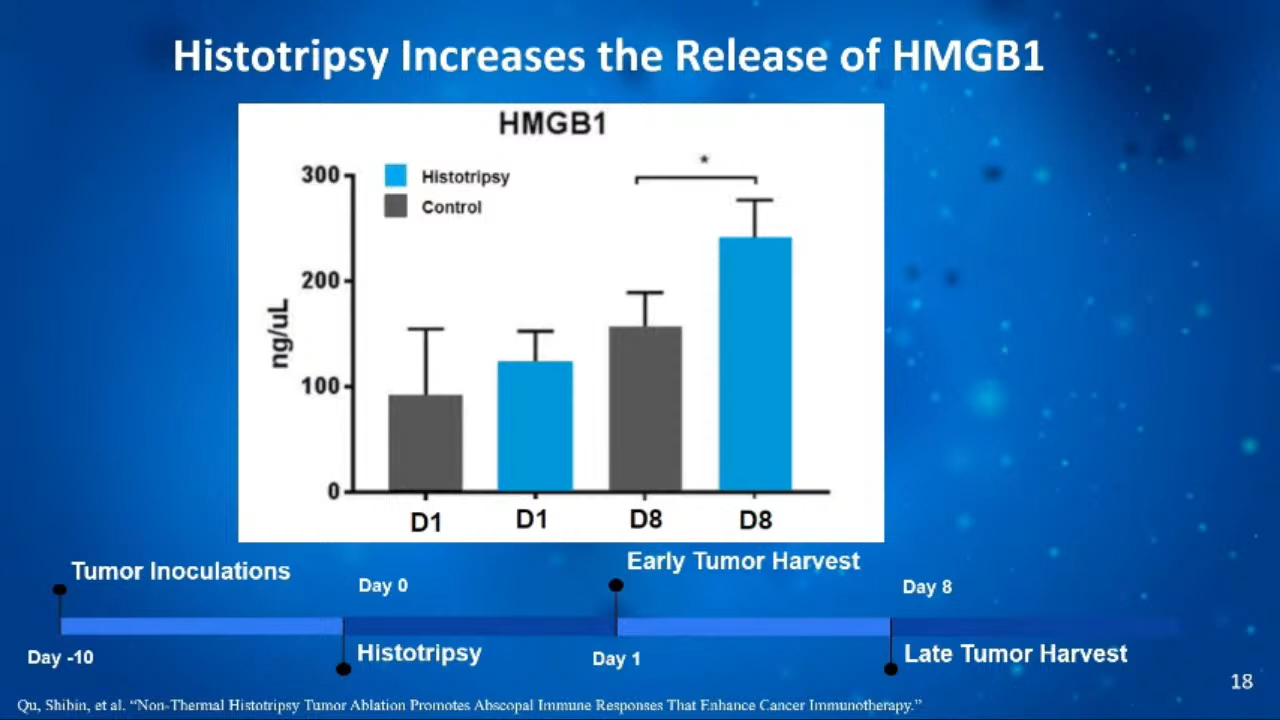 Histotripsy Increases the Release of HMGB1
HMGB1
300
200
100
0
ng/uL
Histotripsy
Control
*
D1
D1
D8
D8
Tumor Inoculations
Day 0
Early Tumor Harvest
Day 8
Day -10
Histotripsy
Day 1
Late Tumor Harvest
18
Qu, Shibin, et al. “Non-Thermal Histotripsy Tumor Ablation Promotes Abscopal Immune Responses That Enhance Cancer Immunotherapy.”